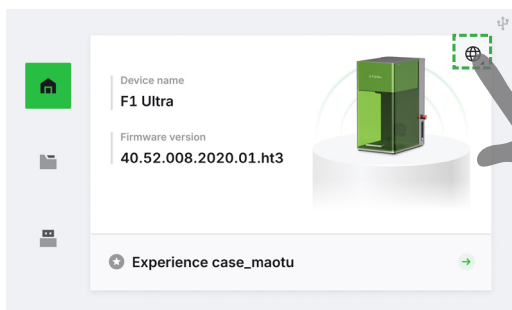 Device name
F1 Ultra
Firmware version
40.52.008.2020.01.ht3
Experience case_maotu